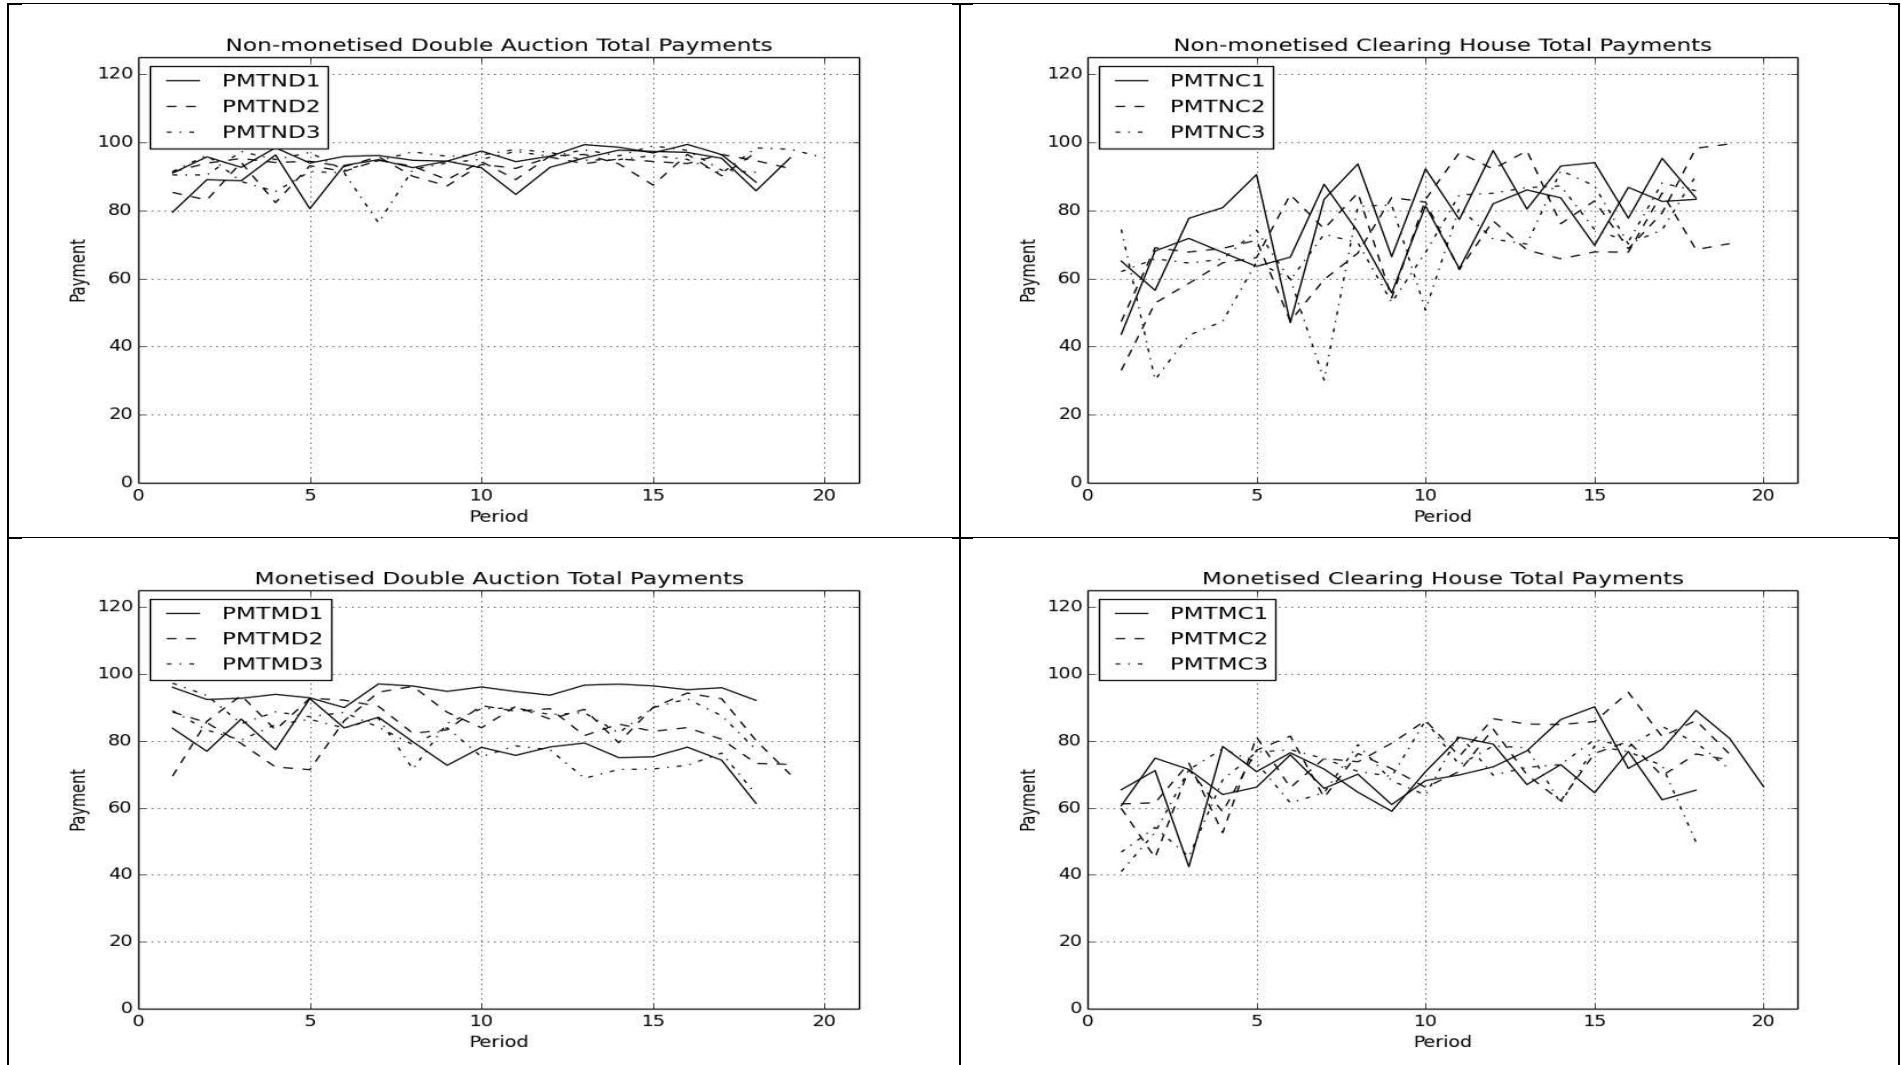 Non-monetised Double Auction Total Payments
120
100
80
60
40
20
0
PMTND1
PMTND2
PMTND3
Payment
0 5 10 15 20
Period
Non-monetised Clearing House Total Payments
120
100
80
60
40
20
0
PMTNC1
PMTNC2
PMTNC3
Payment
0 5 10 15 20
Period
Monetised Double Auction Total Payments
120
100
80
60
40
20
0
PMTMD1
PMTMD2
PMTMD3
Payment
0 5 10 15 20
Period
Monetised Clearing House Total Payments
120
100
80
60
40
20
0
PMTMC1
PMTMC2
PMTMC3
Payment
0 5 10 15 20
Period